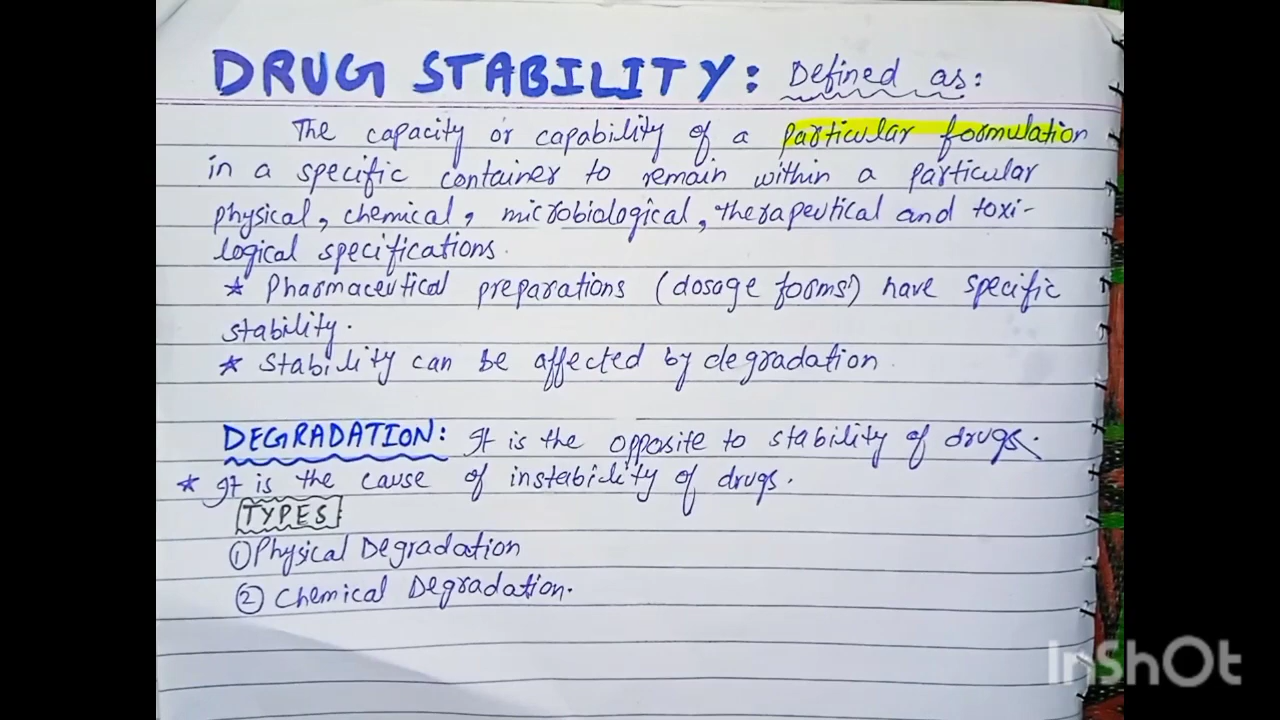 DRUG STABILITY: Defined as:
The capacity or capability of a particular formulation
in a specific container to remain within a particular
physical, chemical, microbiological, therapeutical and toxi-
logical specifications.
* Pharmaceutical preparations (dosage forms) have specific
stability.
* Stability can be affected by degradation.
DEGRADATION: It is the opposite to stability of drugs.
* It is the cause of instability of drugs.
TYPES
① Physical Degradation
② Chemical Degradation.
InShOt